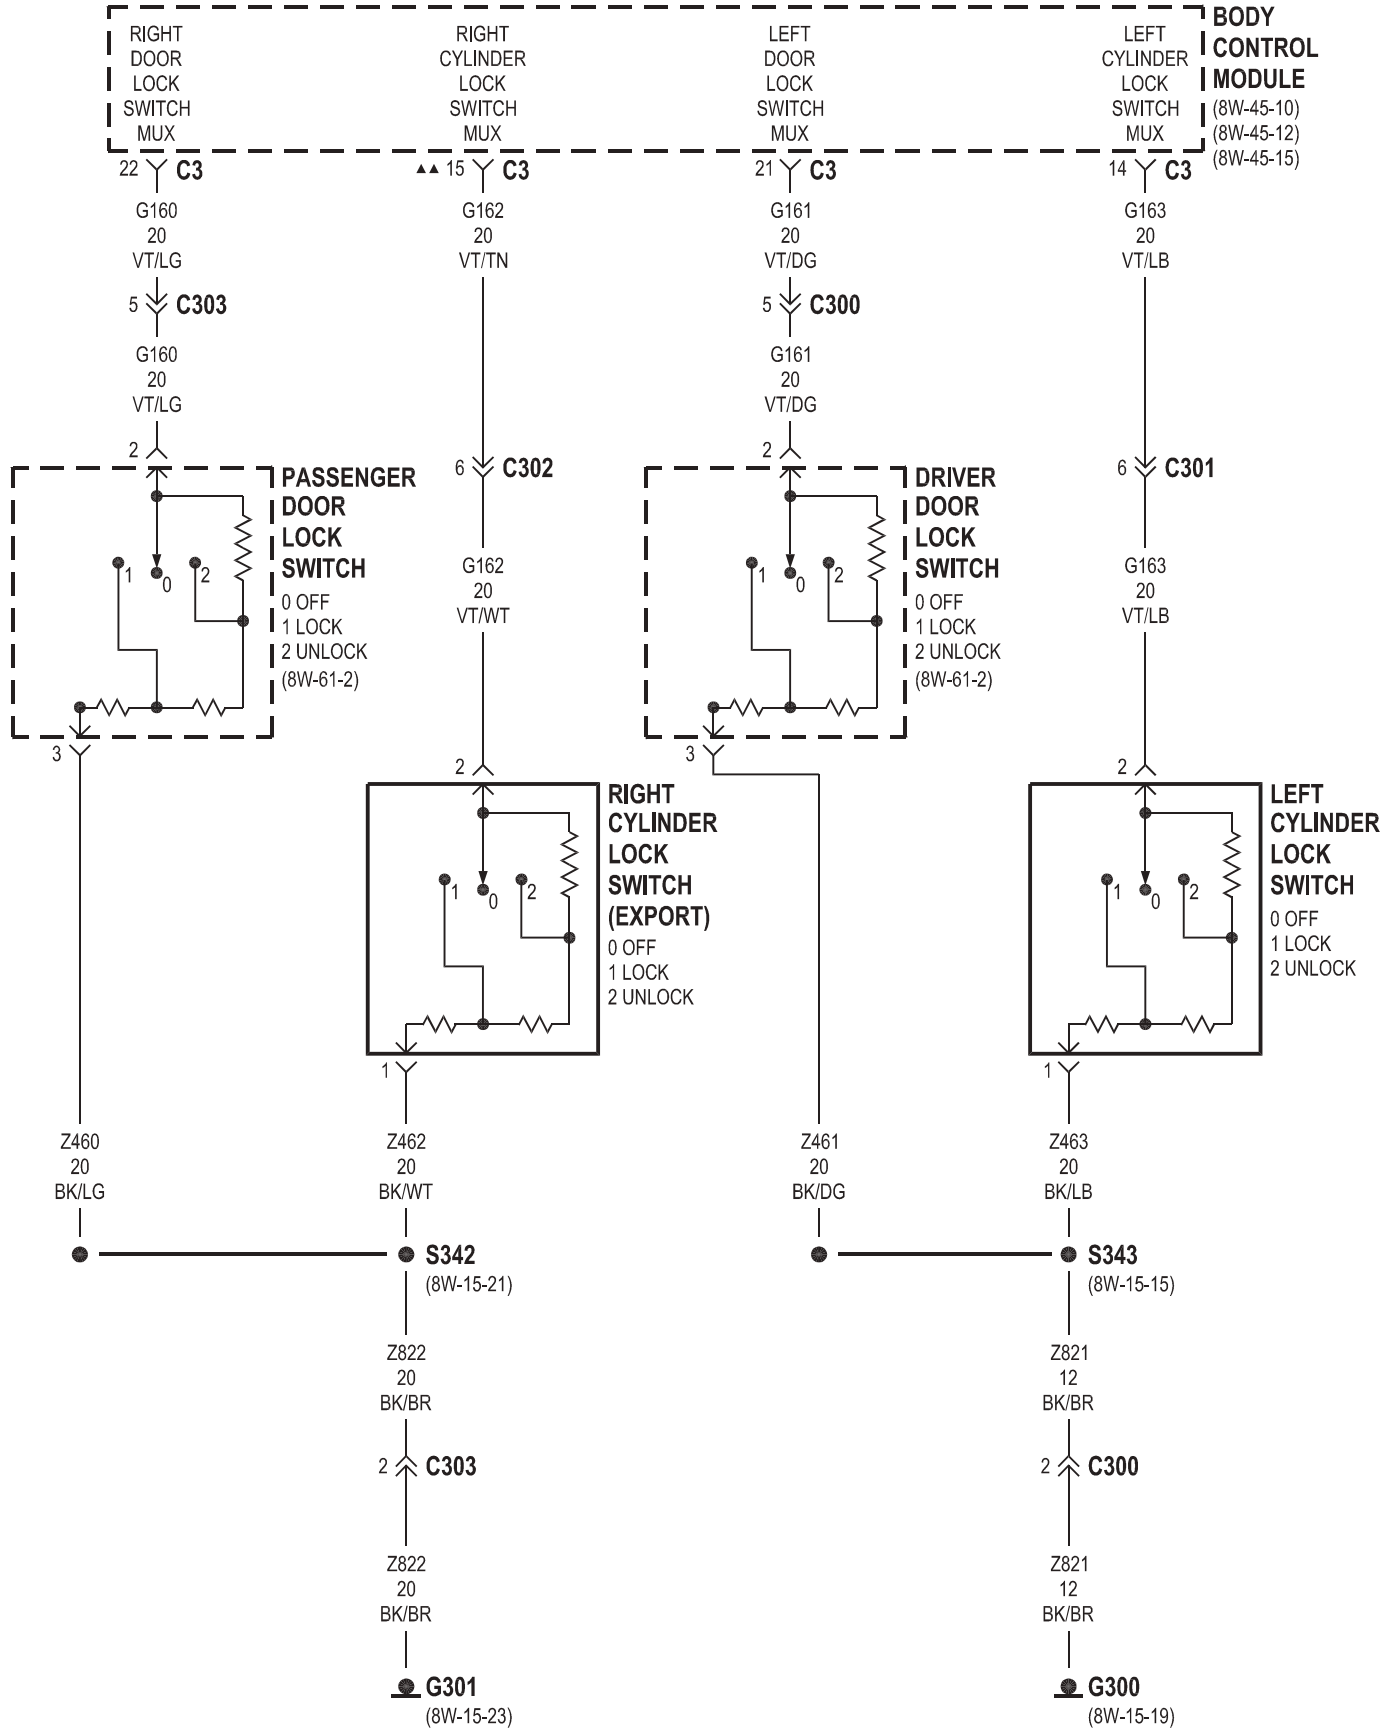 RIGHT
DOOR
LOCK
SWITCH
MUX
RIGHT
CYLINDER
LOCK
SWITCH
MUX
LEFT
DOOR
LOCK
SWITCH
MUX
LEFT
CYLINDER
LOCK
SWITCH
MUX
BODY
CONTROL
MODULE
(8W-45-10)
(8W-45-12)
(8W-45-15)
22 C3
▲▲ 15 C3
21 C3
14 C3
G160
20
VT/LG
G162
20
VT/TN
G161
20
VT/DG
G163
20
VT/LB
5 C303
5 C300
G160
20
VT/LG
G161
20
VT/DG
2
6 C302
2
6 C301
PASSENGER
DOOR
LOCK
SWITCH
0 OFF
1 LOCK
2 UNLOCK
(8W-61-2)
1
0
2
3
G162
20
VT/WT
DRIVER
DOOR
LOCK
SWITCH
0 OFF
1 LOCK
2 UNLOCK
(8W-61-2)
1
0
2
3
G163
20
VT/LB
2
RIGHT
CYLINDER
LOCK
SWITCH
(EXPORT)
0 OFF
1 LOCK
2 UNLOCK
1
0
2
1
2
LEFT
CYLINDER
LOCK
SWITCH
0 OFF
1 LOCK
2 UNLOCK
1
0
2
1
Z460
20
BK/LG
Z462
20
BK/WT
Z461
20
BK/DG
Z463
20
BK/LB
S342
(8W-15-21)
S343
(8W-15-15)
Z822
20
BK/BR
Z821
12
BK/BR
2 C303
2 C300
Z822
20
BK/BR
Z821
12
BK/BR
G301
(8W-15-23)
G300
(8W-15-19)